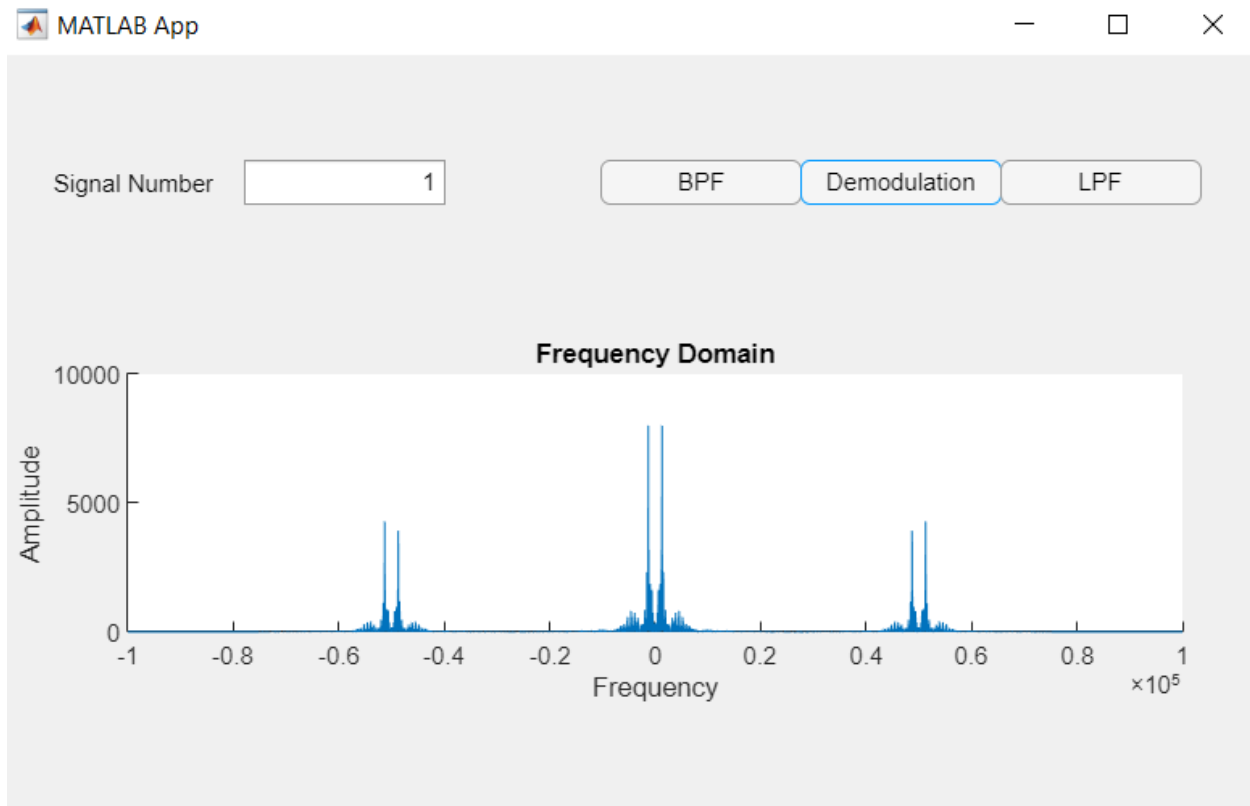 MATLAB App
Signal Number 1 BPF Demodulation LPF
Frequency Domain
Amplitude
10000
5000
0
-1 -0.8 -0.6 -0.4 -0.2 0 0.2 0.4 0.6 0.8 1
Frequency
×10⁵